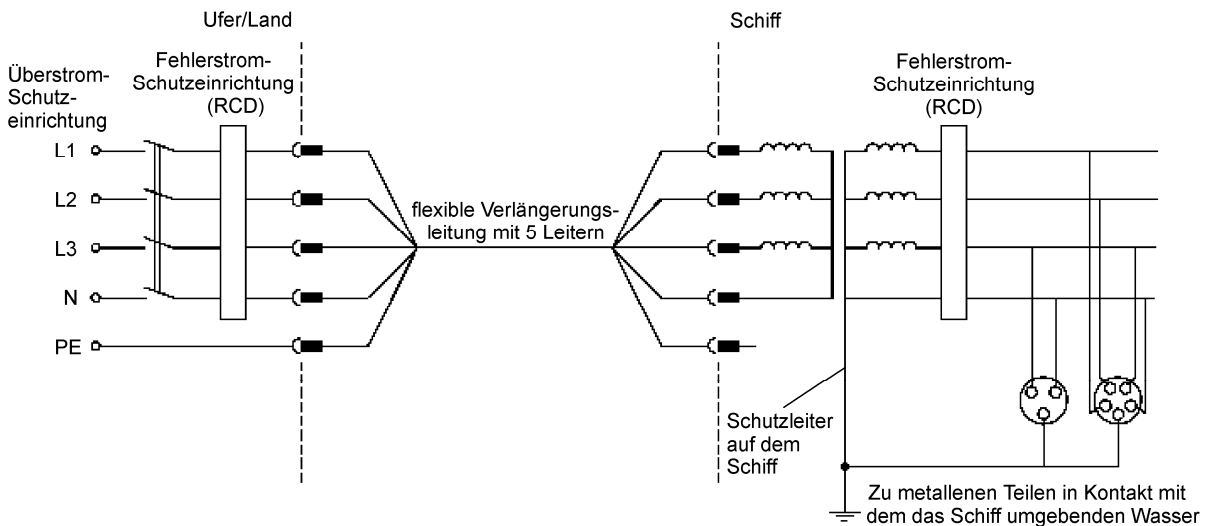 Ufer/Land
Schiff
Überstrom-
Schutz-
einrichtung
Fehlerstrom-
Schutzeinrichtung
(RCD)
Fehlerstrom-
Schutzeinrichtung
(RCD)
L1
L2
L3
N
PE
flexible Verlängerungs-
leitung mit 5 Leitern
Schutzleiter
auf dem
Schiff
Zu metallenen Teilen in Kontakt mit
dem das Schiff umgebenden Wasser